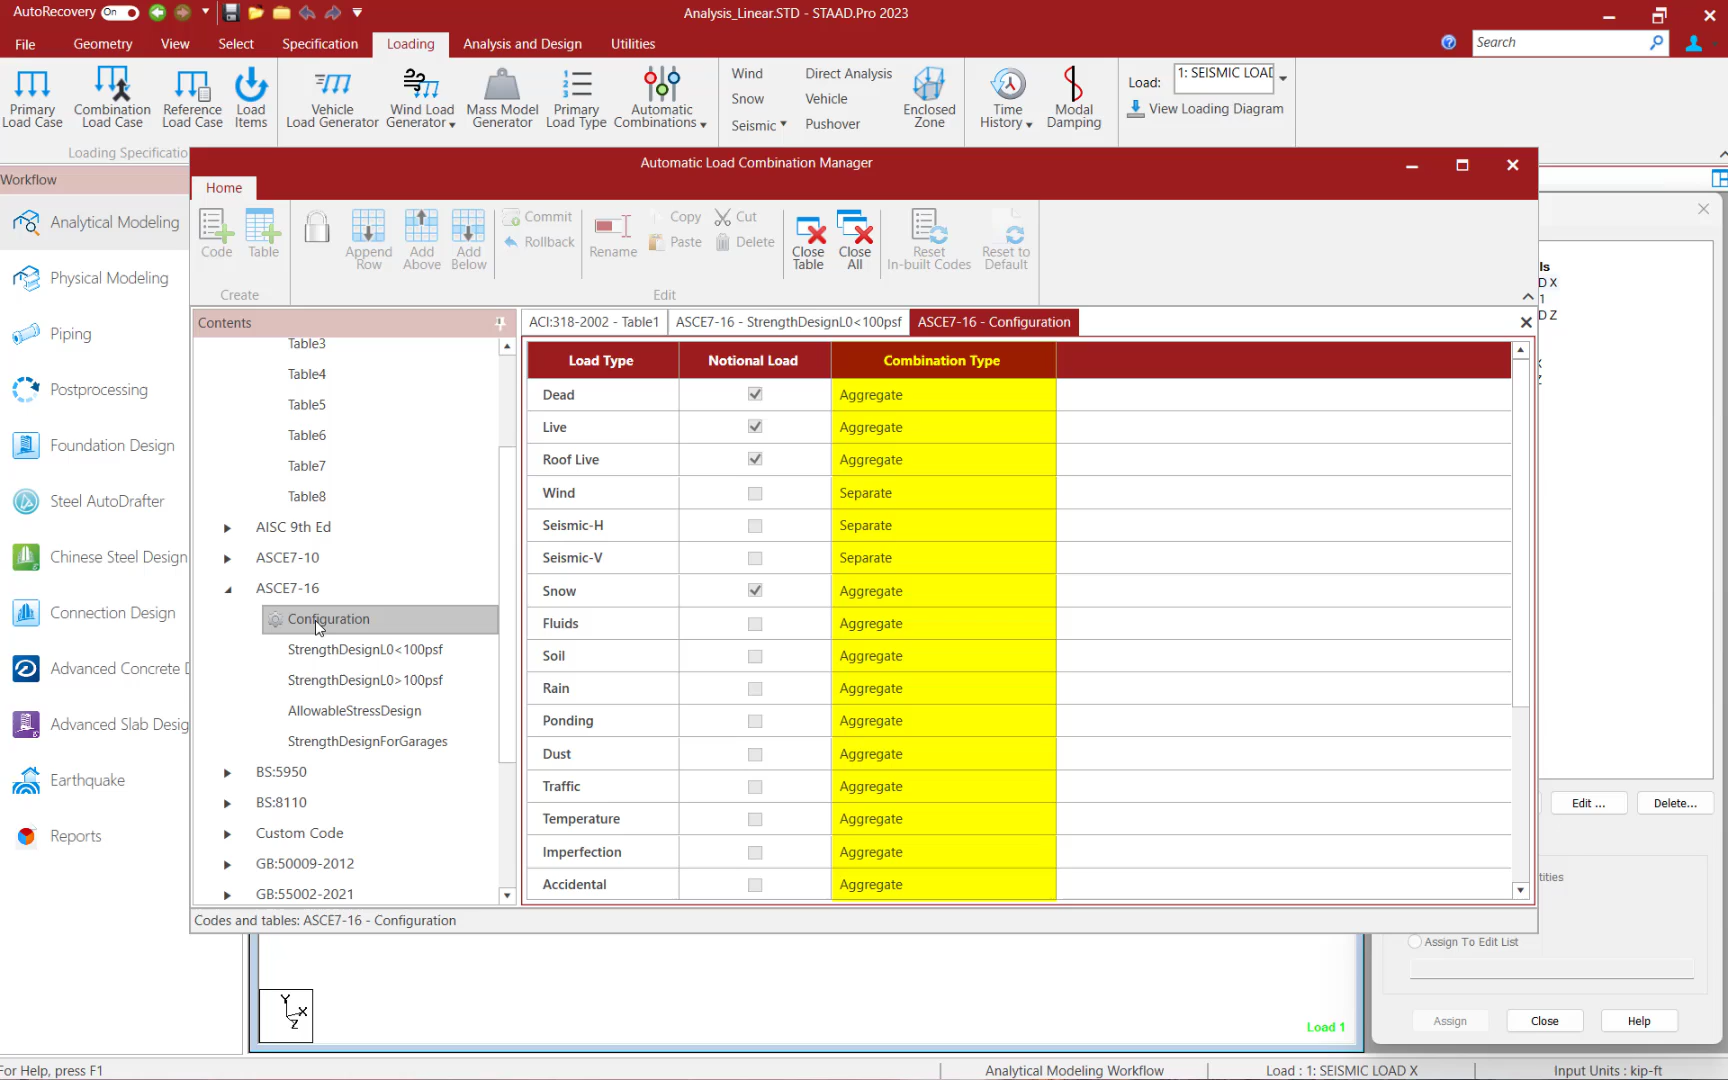 AutoRecovery On
Analysis_Linear.STD - STAAD.Pro 2023
File
Geometry
View
Select
Specification
Loading
Analysis and Design
Utilities
Search
Primary
Load Case
Combination
Load Case
Reference
Load Case
Load
Items
Vehicle
Load Generator
Wind Load
Generator
Mass Model
Generator
Primary
Load Type
Automatic
Combinations
Wind
Snow
Seismic
Direct Analysis
Vehicle
Pushover
Enclosed
Zone
Time
History
Modal
Damping
Load: 1: SEISMIC LOAD
View Loading Diagram
Loading Specificatio
Workflow
Analytical Modeling
Physical Modeling
Piping
Postprocessing
Foundation Design
Steel AutoDrafter
Chinese Steel Design
Connection Design
Advanced Concrete D
Advanced Slab Desig
Earthquake
Reports
Automatic Load Combination Manager
Home
Code
Table
Create
Append
Row
Add
Above
Add
Below
Commit
Rollback
Rename
Copy
Paste
Cut
Delete
Close
Table
Close
All
Reset
In-built Codes
Reset to
Default
Edit
Contents
Table3
Table4
Table5
Table6
Table7
Table8
AISC 9th Ed
ASCE7-10
ASCE7-16
Configuration
StrengthDesignL0<100psf
StrengthDesignL0>100psf
AllowableStressDesign
StrengthDesignForGarages
BS:5950
BS:8110
Custom Code
GB:50009-2012
GB:55002-2021
ACI:318-2002 - Table1
ASCE7-16 - StrengthDesignL0<100psf
ASCE7-16 - Configuration
Load Type Notional Load Combination Type
Dead Aggregate
Live Aggregate
Roof Live Aggregate
Wind Separate
Seismic-H Separate
Seismic-V Separate
Snow Aggregate
Fluids Aggregate
Soil Aggregate
Rain Aggregate
Ponding Aggregate
Dust Aggregate
Traffic Aggregate
Temperature Aggregate
Imperfection Aggregate
Accidental Aggregate
Codes and tables: ASCE7-16 - Configuration
ls
D X
1
D Z
Edit ...
Delete...
tities
Assign To Edit List
Assign
Close
Help
Y
X
Z
Load 1
For Help, press F1
Analytical Modeling Workflow
Load : 1: SEISMIC LOAD X
Input Units : kip-ft